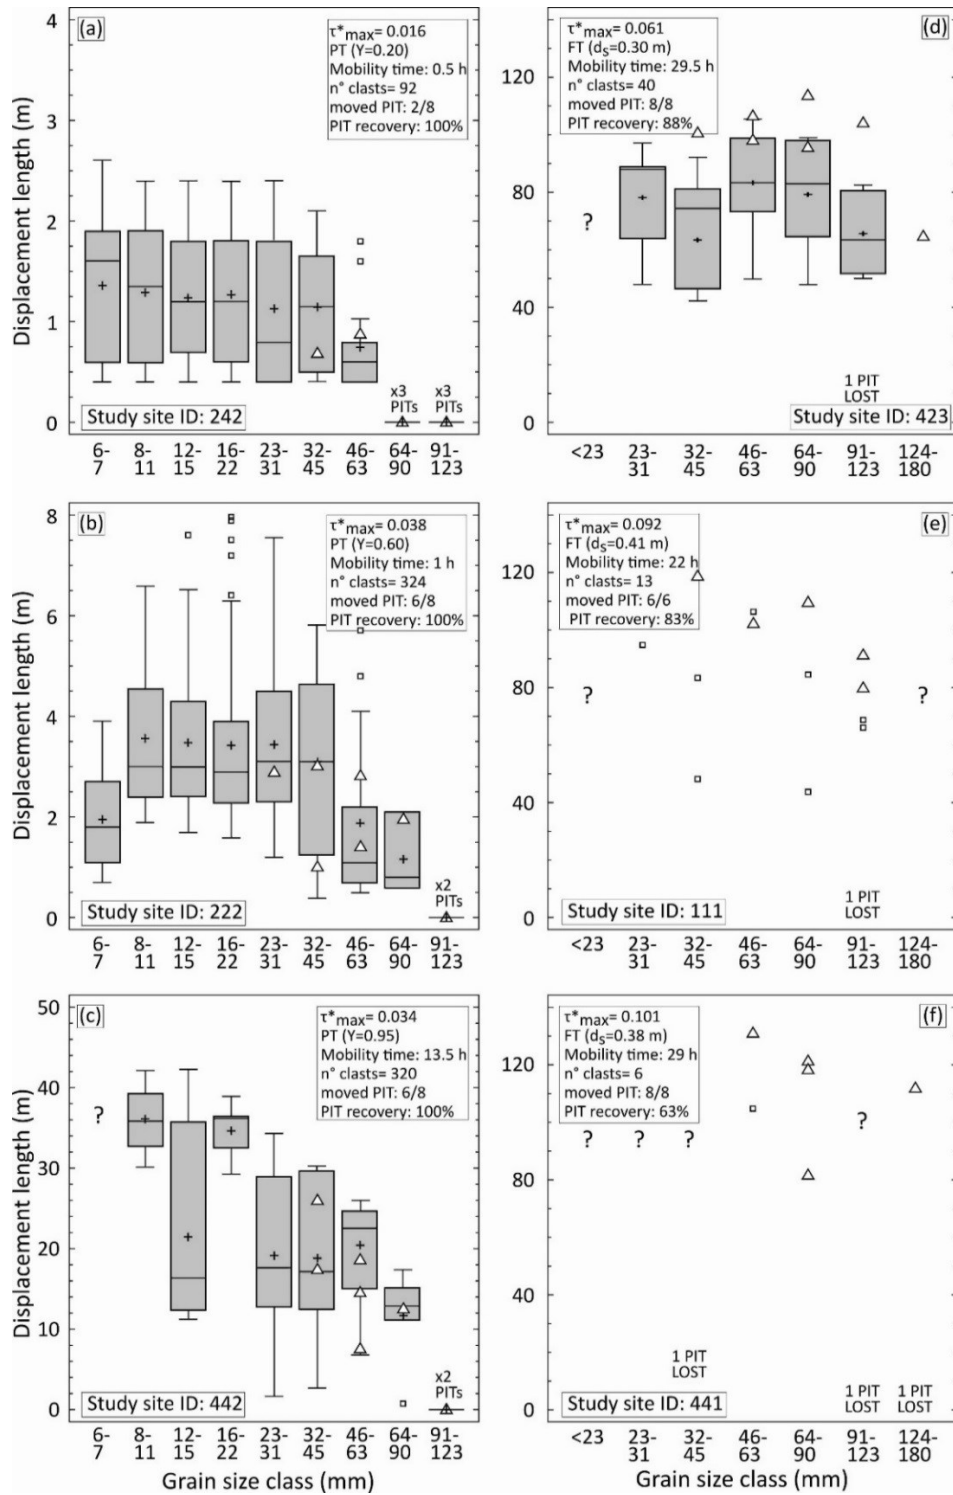 (a)
4
3
2
1
0
Displacement length (m)
τ*max= 0.016
PT (Y=0.20)
Mobility time: 0.5 h
n° clasts= 92
moved PIT: 2/8
PIT recovery: 100%
x3
PITs
x3
PITs
Study site ID: 242
6-
7
8-
11
12-
15
16-
22
23-
31
32-
45
46-
63
64-
90
91-
123
(d)
120
80
40
0
τ*max= 0.061
FT (ds=0.30 m)
Mobility time: 29.5 h
n° clasts= 40
moved PIT: 8/8
PIT recovery: 88%
?
1 PIT
LOST
Study site ID: 423
<23
23-
31
32-
45
46-
63
64-
90
91-
123
124-
180
(b)
8
6
4
2
0
Displacement length (m)
τ*max= 0.038
PT (Y=0.60)
Mobility time: 1 h
n° clasts= 324
moved PIT: 6/8
PIT recovery: 100%
x2
PITs
Study site ID: 222
6-
7
8-
11
12-
15
16-
22
23-
31
32-
45
46-
63
64-
90
91-
123
(e)
120
80
40
0
τ*max= 0.092
FT (ds=0.41 m)
Mobility time: 22 h
n° clasts= 13
moved PIT: 6/6
PIT recovery: 83%
?
?
1 PIT
LOST
Study site ID: 111
<23
23-
31
32-
45
46-
63
64-
90
91-
123
124-
180
(c)
50
40
30
20
10
0
Displacement length (m)
τ*max= 0.034
PT (Y=0.95)
Mobility time: 13.5 h
n° clasts= 320
moved PIT: 6/8
PIT recovery: 100%
?
x2
PITs
Study site ID: 442
6-
7
8-
11
12-
15
16-
22
23-
31
32-
45
46-
63
64-
90
91-
123
Grain size class (mm)
(f)
120
80
40
0
τ*max= 0.101
FT (ds=0.38 m)
Mobility time: 29 h
n° clasts= 6
moved PIT: 8/8
PIT recovery: 63%
?
?
?
?
1 PIT
LOST
1 PIT
LOST
1 PIT
LOST
Study site ID: 441
<23
23-
31
32-
45
46-
63
64-
90
91-
123
124-
180
Grain size class (mm)